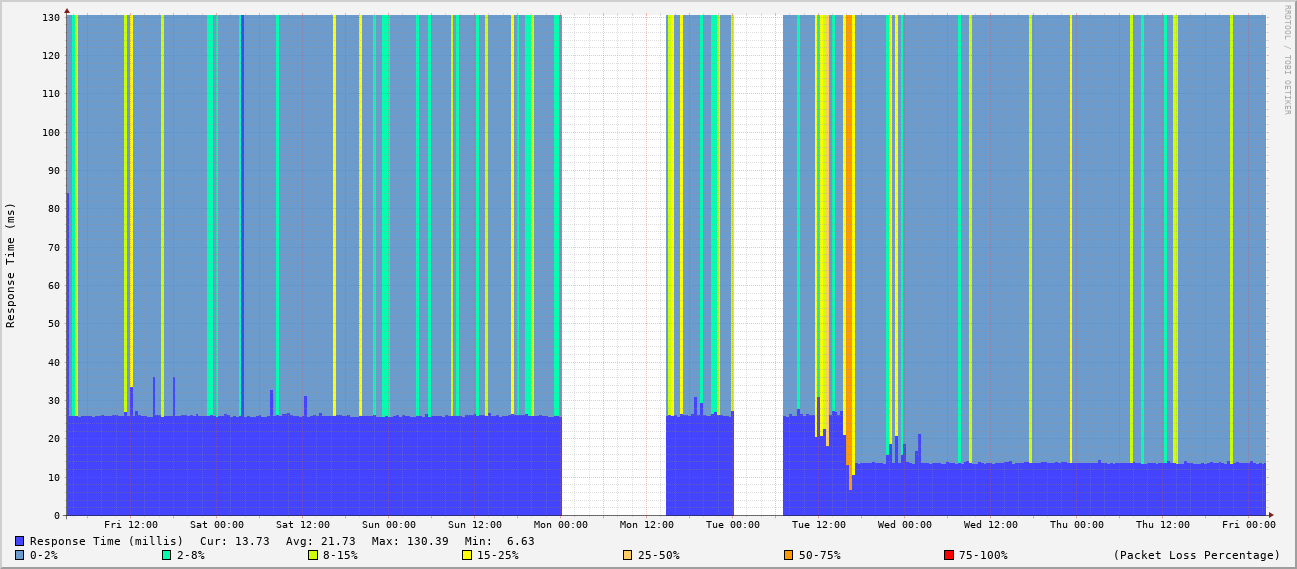 RRDTOOL / TOBI OETIKER
Response Time (ms)
130
120
110
100
90
80
70
60
50
40
30
20
10
0
Fri 12:00 Sat 00:00 Sat 12:00 Sun 00:00 Sun 12:00 Mon 00:00 Mon 12:00 Tue 00:00 Tue 12:00 Wed 00:00 Wed 12:00 Thu 00:00 Thu 12:00 Fri 00:00
Response Time (millis) Cur: 13.73 Avg: 21.73 Max: 130.39 Min: 6.63
0-2% 2-8% 8-15% 15-25% 25-50% 50-75% 75-100% (Packet Loss Percentage)